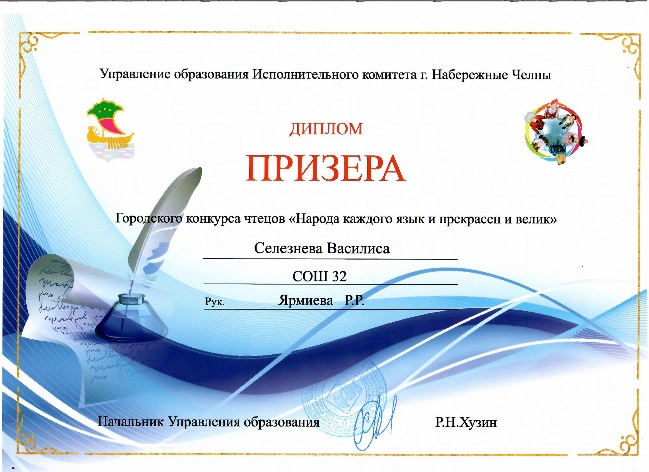 Управление образования Исполнительного комитета г. Набережные Челны
ДИПЛОМ
ПРИЗЕРА
Городского конкурса чтецов «Народа каждого язык и прекрасен и велик»
Селезнева Василиса
СОШ 32
Рук. Ярмиева Р.Р.
Начальник Управления образования Р.Н.Хузин